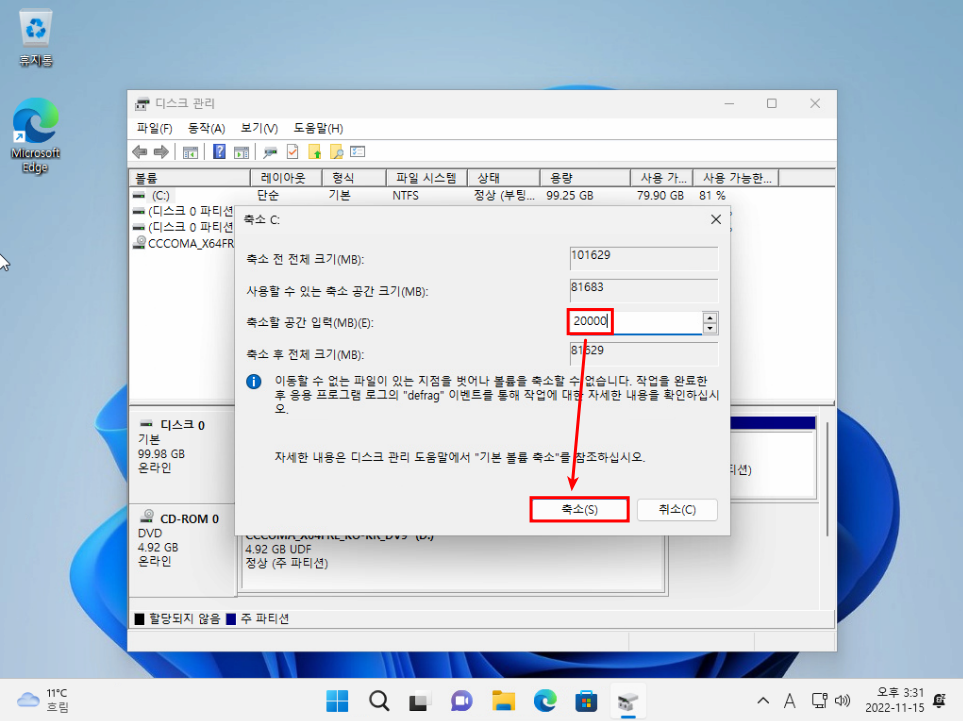 휴지통
Microsoft
Edge
디스크 관리
파일(F) 동작(A) 보기(V) 도움말(H)
볼륨 레이아웃 형식 파일 시스템 상태 용량 사용 가... 사용 가능한...
(C:) 단순 기본 NTFS 정상 (부팅... 99.25 GB 79.90 GB 81 %
(디스크 0 파티션
(디스크 0 파티션
CCCOMA_X64FR
축소 C:
축소 전 전체 크기(MB): 101629
사용할 수 있는 축소 공간 크기(MB): 81683
축소할 공간 입력(MB)(E): 20000
축소 후 전체 크기(MB): 81629
이동할 수 없는 파일이 있는 지점을 벗어나 볼륨을 축소할 수 없습니다. 작업을 완료한
후 응용 프로그램 로그의 "defrag" 이벤트를 통해 작업에 대한 자세한 내용을 확인하십시
오.
자세한 내용은 디스크 관리 도움말에서 "기본 볼륨 축소"를 참조하십시오.
축소(S) 취소(C)
디스크 0
기본
99.98 GB
온라인
티션)
CD-ROM 0
DVD
4.92 GB
온라인
CCCOMA_X64FRE_KO-KR_DV9 (D:)
4.92 GB UDF
정상 (주 파티션)
할당되지 않음 주 파티션
11°C
흐림
A
오후 3:31
2022-11-15